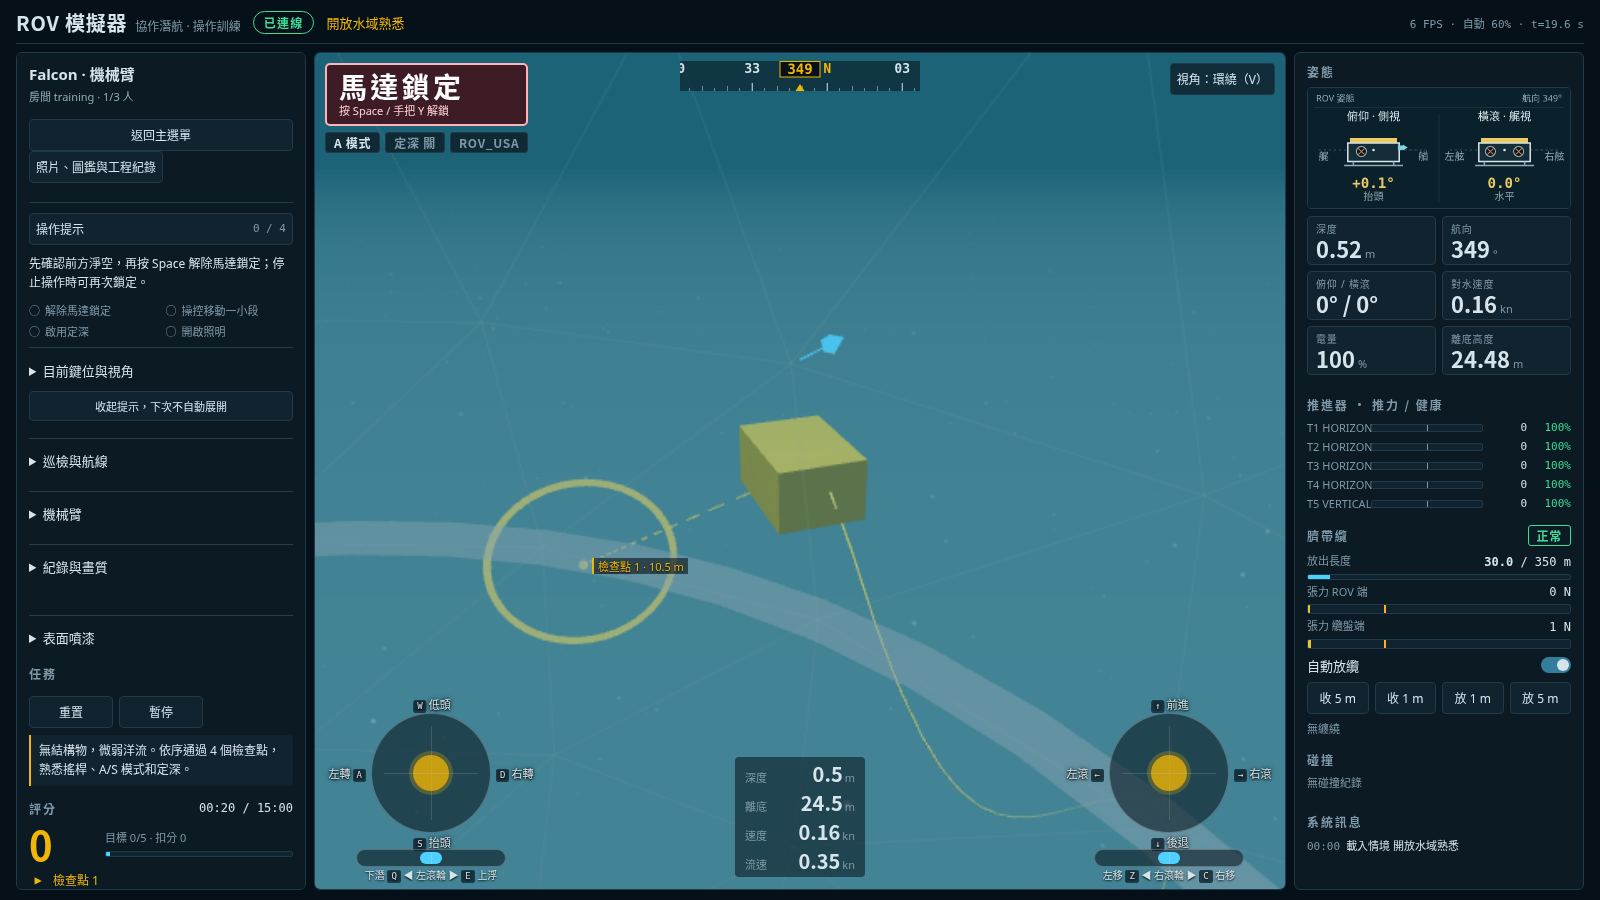 ROV 模擬器 協作潛航 · 操作訓練 已連線 開放水域熟悉
6 FPS · 自動 60% · t=19.6 s
Falcon · 機械臂
房間 training · 1/3 人
返回主選單
照片、圖鑑與工程紀錄
操作提示 0 / 4
先確認前方淨空，再按 Space 解除馬達鎖定；停
止操作時可再次鎖定。
解除馬達鎖定 操控移動一小段
啟用定深 開啟照明
▶ 目前鍵位與視角
收起提示，下次不自動展開
▶ 巡檢與航線
▶ 機械臂
▶ 紀錄與畫質
▶ 表面噴漆
任務
重置 暫停
無結構物，微弱洋流。依序通過 4 個檢查點，
熟悉搖桿、A/S 模式和定深。
評分 00:20 / 15:00
0 目標 0/5 · 扣分 0
► 檢查點 1
馬達鎖定
按 Space / 手把 Y 解鎖
A 模式 定深 關 ROV_USA
33 349 N 03
視角：環繞（V）
檢查點 1 · 10.5 m
W 低頭
左轉 A D 右轉
S 抬頭
下潛 Q ◀ 左滾輪 ▶ E 上浮
深度 0.5 m
離底 24.5 m
速度 0.16 kn
流速 0.35 kn
↑ 前進
左滾 ← → 右滾
↓ 後退
左移 Z ◀ 右滾輪 ▶ C 右移
姿態
ROV 姿態 航向 349°
俯仰 · 側視 橫滾 · 艉視
艉 艏 左舷 右舷
+0.1° 0.0°
抬頭 水平
深度 航向
0.52 m 349 °
俯仰 / 橫滾 對水速度
0° / 0° 0.16 kn
電量 離底高度
100 % 24.48 m
推進器 · 推力 / 健康
T1 HORIZON 0 100%
T2 HORIZON 0 100%
T3 HORIZON 0 100%
T4 HORIZON 0 100%
T5 VERTICAL 0 100%
臍帶纜 正常
放出長度 30.0 / 350 m
張力 ROV 端 0 N
張力 纜盤端 1 N
自動放纜
收 5 m 收 1 m 放 1 m 放 5 m
無纏繞
碰撞
無碰撞紀錄
系統訊息
00:00 載入情境 開放水域熟悉